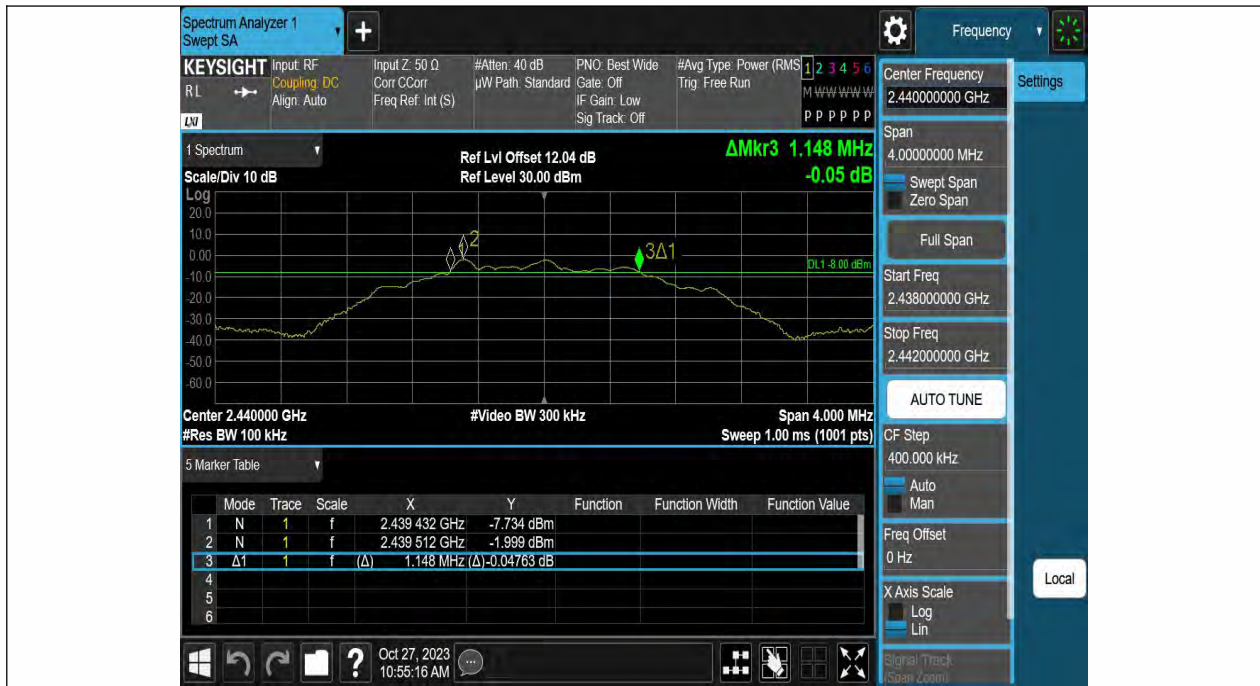 Spectrum Analyzer 1
Swept SA
+
Frequency
KEYSIGHT
RL
LXI
Input: RF
Coupling: DC
Align: Auto
Input Z: 50 Ω
Corr CCorr
Freq Ref: Int (S)
#Atten: 40 dB
µW Path: Standard
PNO: Best Wide
Gate: Off
IF Gain: Low
Sig Track: Off
#Avg Type: Power (RMS
Trig: Free Run
1 2 3 4 5 6
M W W W W W
P P P P P P
1 Spectrum
Scale/Div 10 dB
Ref Lvl Offset 12.04 dB
Ref Level 30.00 dBm
ΔMkr3 1.148 MHz
-0.05 dB
Log
20.0
10.0
0.00
-10.0
-20.0
-30.0
-40.0
-50.0
-60.0
2
3Δ1
DL1 -8.00 dBm
Center 2.440000 GHz
#Video BW 300 kHz
Span 4.000 MHz
#Res BW 100 kHz
Sweep 1.00 ms (1001 pts)
5 Marker Table
Mode Trace Scale X Y Function Function Width Function Value
1 N 1 f 2.439 432 GHz -7.734 dBm
2 N 1 f 2.439 512 GHz -1.999 dBm
3 Δ1 1 f (Δ) 1.148 MHz (Δ) -0.04763 dB
4
5
6
?
Oct 27, 2023
10:55:16 AM
Center Frequency
2.440000000 GHz
Settings
Span
4.00000000 MHz
Swept Span
Zero Span
Full Span
Start Freq
2.438000000 GHz
Stop Freq
2.442000000 GHz
AUTO TUNE
CF Step
400.000 kHz
Auto
Man
Freq Offset
0 Hz
X Axis Scale
Log
Lin
Local
Signal Track
(Span Zoom)